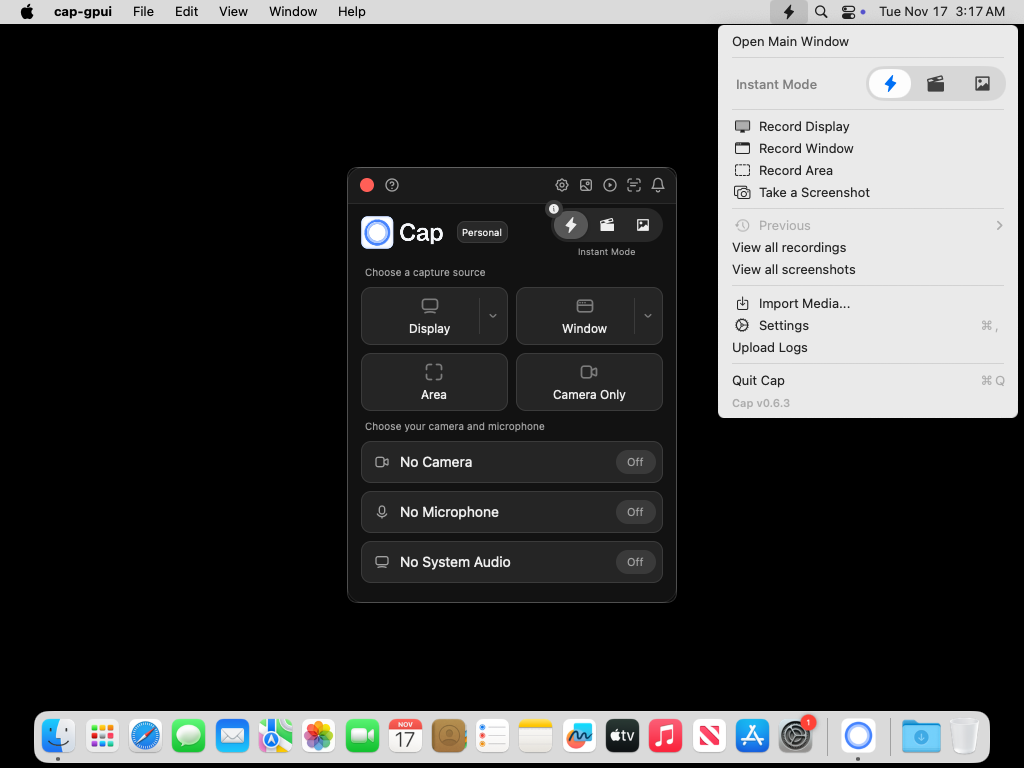 cap-gpui File Edit View Window Help Tue Nov 17 3:17 AM
Open Main Window
Instant Mode
Record Display
Record Window
Record Area
Take a Screenshot
Previous
View all recordings
View all screenshots
Import Media...
Settings ⌘ ,
Upload Logs
Quit Cap ⌘ Q
Cap v0.6.3
Cap Personal
Instant Mode
Choose a capture source
Display
Window
Area
Camera Only
Choose your camera and microphone
No Camera Off
No Microphone Off
No System Audio Off
NOV
17
tv
1